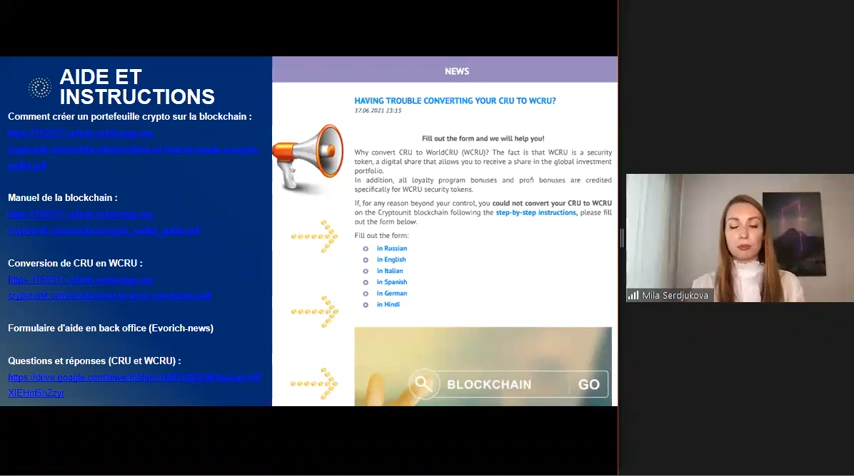 AIDE ET
INSTRUCTIONS
Comment créer un portefeuille crypto sur la blockchain :
Manuel de la blockchain :
Conversion de CRU en WCRU :
Formulaire d'aide en back office (Evorich-news)
Questions et réponses (CRU et WCRU) :
NEWS
HAVING TROUBLE CONVERTING YOUR CRU TO WCRU?
Fill out the form and we will help you!
Why convert CRU to WorldCRU (WCRU)? The fact is that WCRU is a security
token, a digital share that allows you to receive a share in the global investment
portfolio.
In addition, all loyalty program bonuses and profi bonuses are credited
specifically for WCRU security tokens.
If, for any reason beyond your control, you could not convert your CRU to WCRU
on the Cryptounit blockchain following the step-by-step instructions, please fill
out the form below.
Fill out the form:
in Russian
in English
in Italian
in Spanish
in German
in Hindi
BLOCKCHAIN GO
Mila Serdjukova